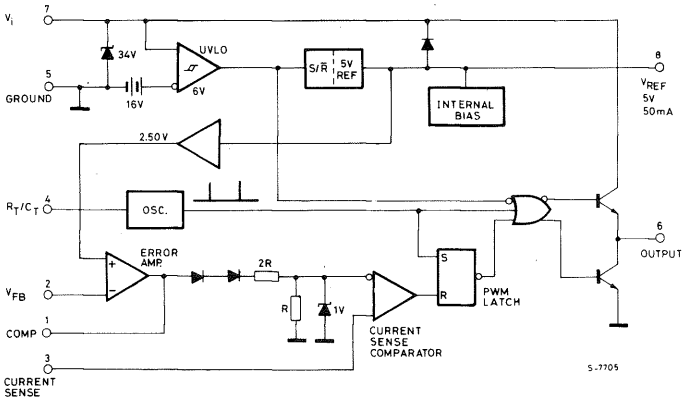 7
Vi
34V
UVLO
6V
16V
5
GROUND
S/R̅
5V
REF
8
VREF
5V
50mA
INTERNAL
BIAS
2.50V
4
RT/CT
OSC.
6
OUTPUT
ERROR
AMP.
+
−
2R
R
1V
S
R
PWM
LATCH
2
VFB
1
COMP
CURRENT
SENSE
COMPARATOR
3
CURRENT
SENSE
S-7705